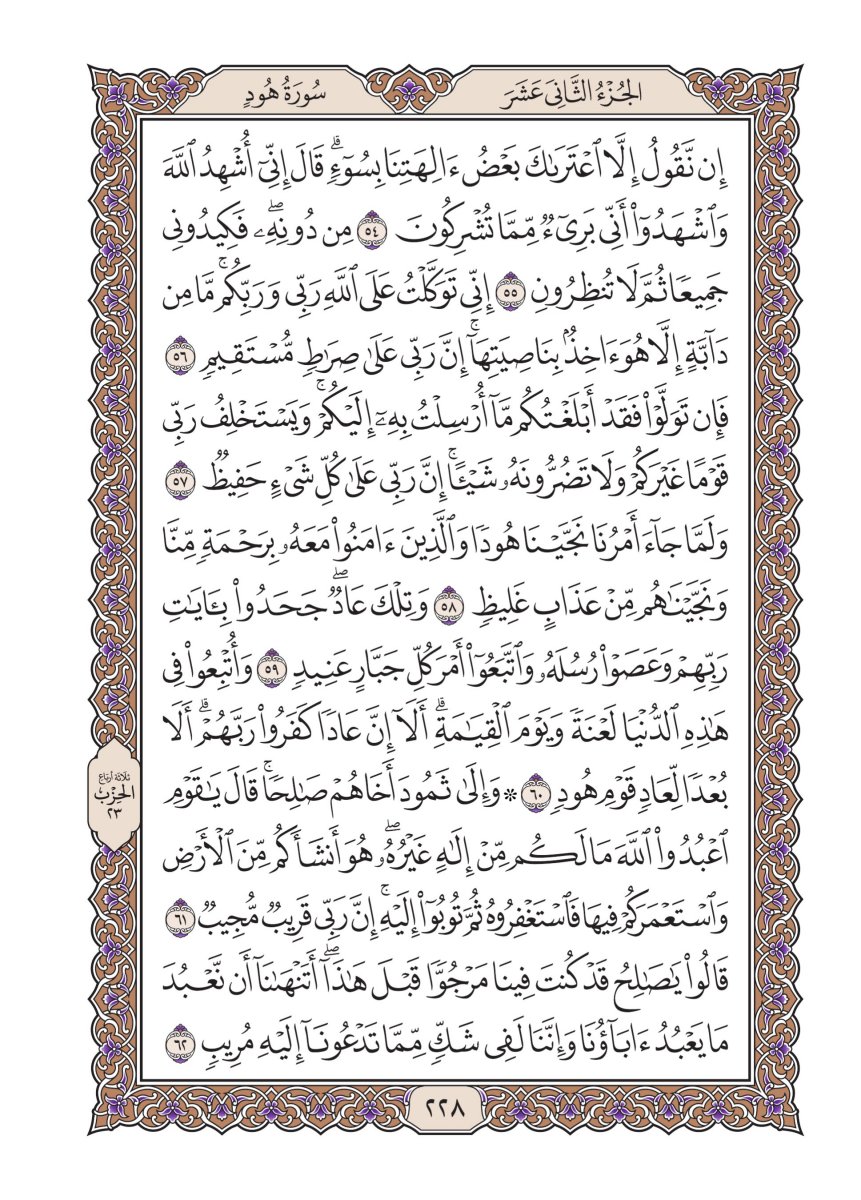 الجُزْءُ الثَّانِيَ عَشَرَ
سُورَةُ هُودٍ
إِن نَّقُولُ إِلَّا ٱعْتَرَىٰكَ بَعْضُ ءَالِهَتِنَا بِسُوٓءٍۗ قَالَ إِنِّيٓ أُشْهِدُ ٱللَّهَ
وَٱشْهَدُوٓاْ أَنِّي بَرِيٓءٞ مِّمَّا تُشْرِكُونَ ٥٤ مِن دُونِهِۦۖ فَكِيدُونِي
جَمِيعٗا ثُمَّ لَا تُنظِرُونِ ٥٥ إِنِّي تَوَكَّلْتُ عَلَى ٱللَّهِ رَبِّي وَرَبِّكُمۚ مَّا مِن
دَآبَّةٍ إِلَّا هُوَ ءَاخِذُۢ بِنَاصِيَتِهَآۚ إِنَّ رَبِّي عَلَىٰ صِرَٰطٖ مُّسْتَقِيمٖ ٥٦
فَإِن تَوَلَّوْاْ فَقَدْ أَبْلَغْتُكُم مَّآ أُرْسِلْتُ بِهِۦٓ إِلَيْكُمْۚ وَيَسْتَخْلِفُ رَبِّي
قَوْمًا غَيْرَكُمْ وَلَا تَضُرُّونَهُۥ شَيْـًٔاۚ إِنَّ رَبِّي عَلَىٰ كُلِّ شَيْءٍ حَفِيظٞ ٥٧
وَلَمَّا جَآءَ أَمْرُنَا نَجَّيْنَا هُودٗا وَٱلَّذِينَ ءَامَنُواْ مَعَهُۥ بِرَحْمَةٖ مِّنَّا
وَنَجَّيْنَٰهُم مِّنْ عَذَابٍ غَلِيظٖ ٥٨ وَتِلْكَ عَادٞۖ جَحَدُواْ بِـَٔايَٰتِ
رَبِّهِمْ وَعَصَوْاْ رُسُلَهُۥ وَٱتَّبَعُوٓاْ أَمْرَ كُلِّ جَبَّارٍ عَنِيدٖ ٥٩ وَأُتْبِعُواْ فِي
هَٰذِهِ ٱلدُّنْيَا لَعْنَةٗ وَيَوْمَ ٱلْقِيَٰمَةِۗ أَلَآ إِنَّ عَادٗا كَفَرُواْ رَبَّهُمْۗ أَلَا
بُعْدٗا لِّعَادٖ قَوْمِ هُودٖ ٦٠ ۞ وَإِلَىٰ ثَمُودَ أَخَاهُمْ صَٰلِحٗاۚ قَالَ يَٰقَوْمِ
ثلاثة أرباع
الحِزْب
٢٣
ٱعْبُدُواْ ٱللَّهَ مَا لَكُم مِّنْ إِلَٰهٍ غَيْرُهُۥۖ هُوَ أَنشَأَكُم مِّنَ ٱلْأَرْضِ
وَٱسْتَعْمَرَكُمْ فِيهَا فَٱسْتَغْفِرُوهُ ثُمَّ تُوبُوٓاْ إِلَيْهِۚ إِنَّ رَبِّي قَرِيبٞ مُّجِيبٞ ٦١
قَالُواْ يَٰصَٰلِحُ قَدْ كُنتَ فِينَا مَرْجُوّٗا قَبْلَ هَٰذَآۖ أَتَنْهَىٰنَآ أَن نَّعْبُدَ
مَا يَعْبُدُ ءَابَآؤُنَا وَإِنَّنَا لَفِي شَكّٖ مِّمَّا تَدْعُونَآ إِلَيْهِ مُرِيبٖ ٦٢
٢٢٨